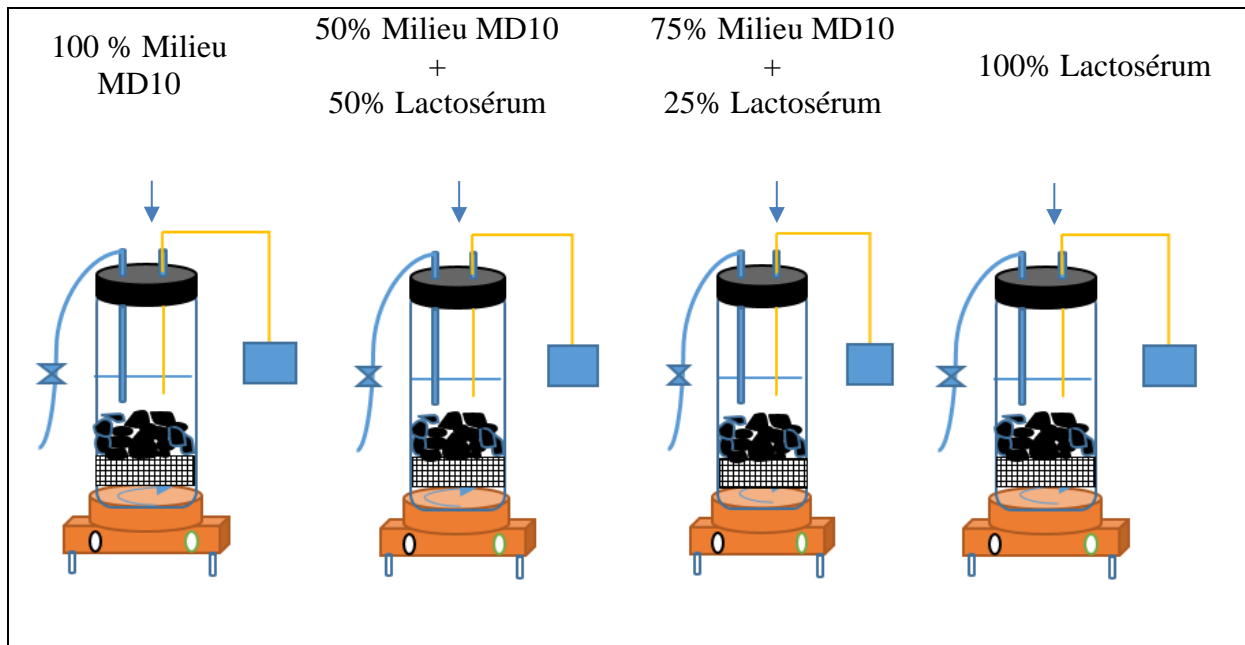 100 % Milieu
MD10
50% Milieu MD10
+
50% Lactosérum
75% Milieu MD10
+
25% Lactosérum
100% Lactosérum